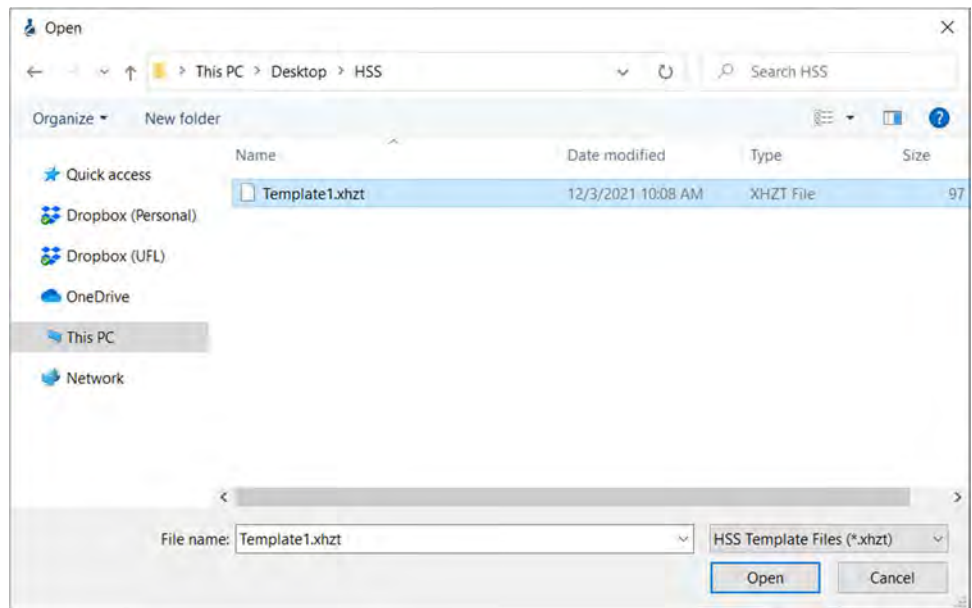 Open
This PC > Desktop > HSS
Search HSS
Organize
New folder
Name
Date modified
Type
Size
Quick access
Template1.xhzt
12/3/2021 10:08 AM
XHZT File
97
Dropbox (Personal)
Dropbox (UFL)
OneDrive
This PC
Network
File name:
Template1.xhzt
HSS Template Files (*.xhzt)
Open
Cancel